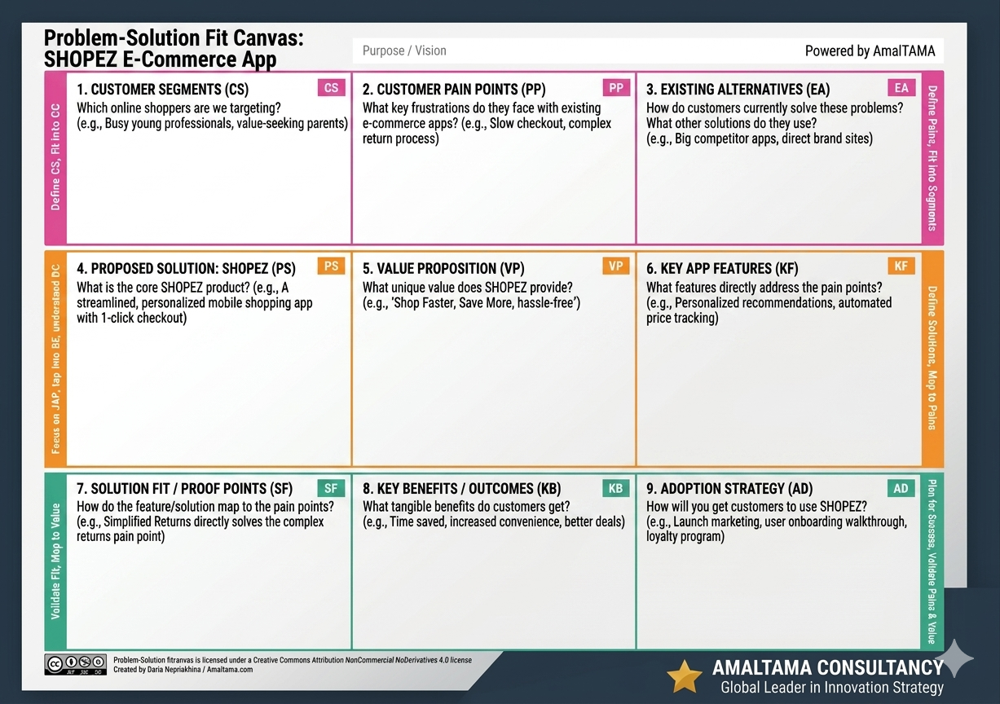 Problem-Solution Fit Canvas:
SHOPEZ E-Commerce App
Purpose / Vision
Powered by AmalTAMA
Define CS, Fit into CC
1. CUSTOMER SEGMENTS (CS)
CS
Which online shoppers are we targeting?
(e.g., Busy young professionals, value-seeking parents)
2. CUSTOMER PAIN POINTS (PP)
PP
What key frustrations do they face with existing
e-commerce apps? (e.g., Slow checkout, complex
return process)
3. EXISTING ALTERNATIVES (EA)
EA
How do customers currently solve these problems?
What other solutions do they use?
(e.g., Big competitor apps, direct brand sites)
Define Pains, Fit into Sogmonts
Focus on JAP, tap into BE, understand DC
4. PROPOSED SOLUTION: SHOPEZ (PS)
PS
What is the core SHOPEZ product? (e.g., A
streamlined, personalized mobile shopping app
with 1-click checkout)
5. VALUE PROPOSITION (VP)
VP
What unique value does SHOPEZ provide?
(e.g., 'Shop Faster, Save More, hassle-free')
6. KEY APP FEATURES (KF)
KF
What features directly address the pain points?
(e.g., Personalized recommendations, automated
price tracking)
Define SoluHone, Mop to Pains
Voildate Fit, Mop to Value
7. SOLUTION FIT / PROOF POINTS (SF)
SF
How do the feature/solution map to the pain points?
(e.g., Simplified Returns directly solves the complex
returns pain point)
8. KEY BENEFITS / OUTCOMES (KB)
KB
What tangible benefits do customers get?
(e.g., Time saved, increased convenience, better deals)
9. ADOPTION STRATEGY (AD)
AD
How will you get customers to use SHOPEZ?
(e.g., Launch marketing, user onboarding walkthrough,
loyalty program)
Plon for Susess, Validate Pains & Value
Problem-Solution fitranvas is licensed under a Creative Commons Attribution NonCommercial NoDerivatives 4.0 license
Created by Daria Nepriakhina / Amaltama.com
AMALTAMA CONSULTANCY
Global Leader in Innovation Strategy